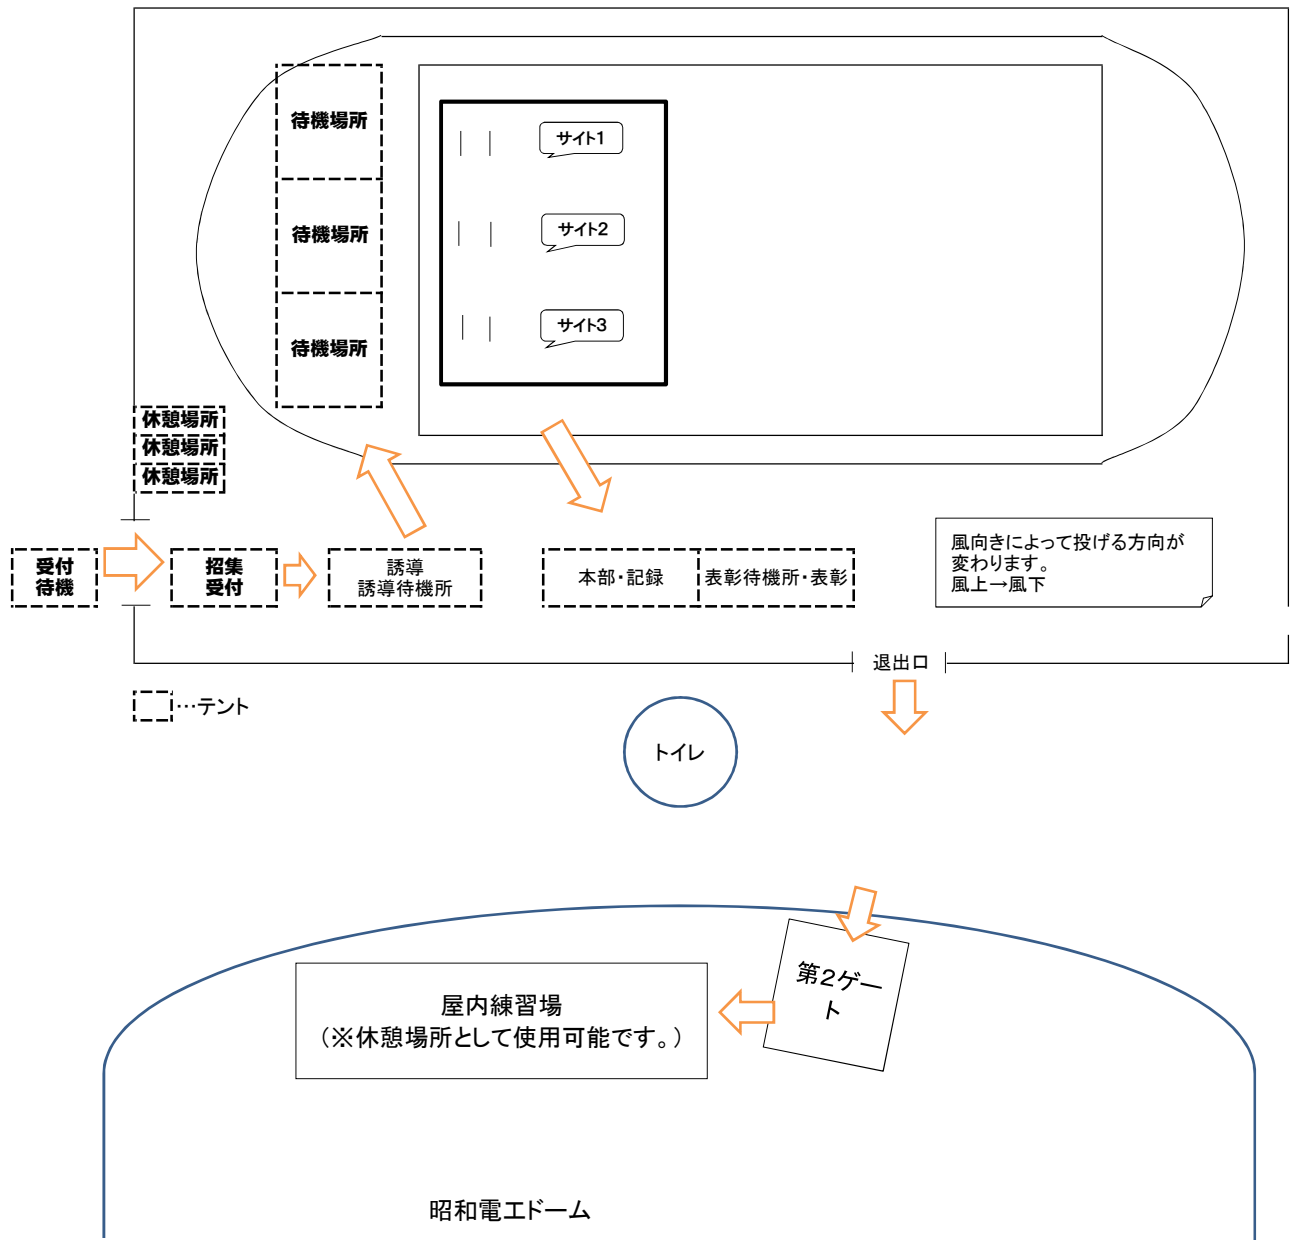 待機場所
サイト1
待機場所
サイト2
待機場所
サイト3
休憩場所
休憩場所
休憩場所
受付
待機
招集
受付
誘導
誘導待機所
本部・記録
表彰待機所・表彰
風向きによって投げる方向が
変わります。
風上→風下
退出口
…テント
トイレ
第2ゲー
ト
屋内練習場
(※休憩場所として使用可能です。)
昭和電工ドーム